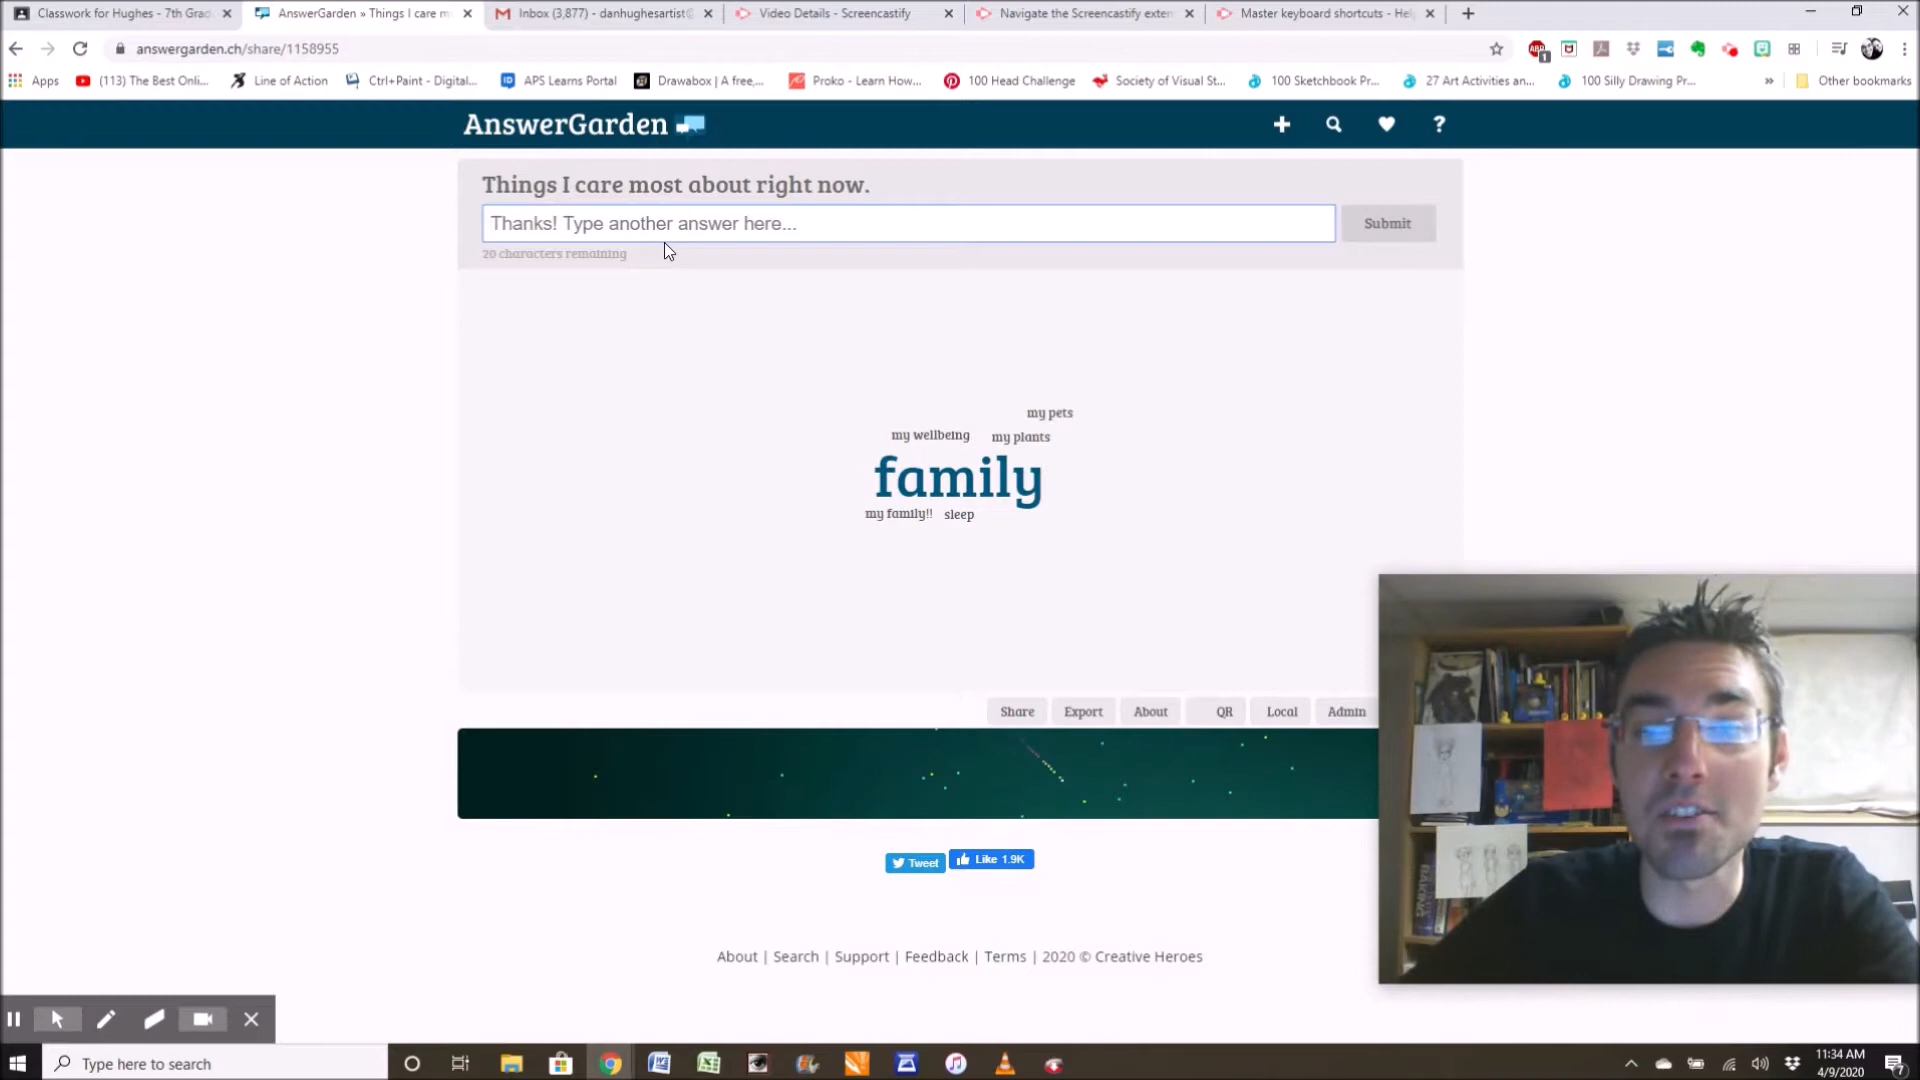 Classwork for Hughes - 7th Grad
AnswerGarden » Things I care m
Inbox (3,877) - danhughesartist@
Video Details - Screencastify
Navigate the Screencastify exten
Master keyboard shortcuts - Hel
answergarden.ch/share/1158955
Apps
(113) The Best Onli...
Line of Action
Ctrl+Paint - Digital...
APS Learns Portal
Drawabox | A free,...
Proko - Learn How...
100 Head Challenge
Society of Visual St...
100 Sketchbook Pr...
27 Art Activities an...
100 Silly Drawing Pr...
»
Other bookmarks
AnswerGarden
Things I care most about right now.
Thanks! Type another answer here...
Submit
20 characters remaining
my pets
my wellbeing
my plants
family
my family!!
sleep
Share
Export
About
QR
Local
Admin
Tweet
Like 1.9K
About | Search | Support | Feedback | Terms | 2020 © Creative Heroes
Type here to search
11:34 AM
4/9/2020